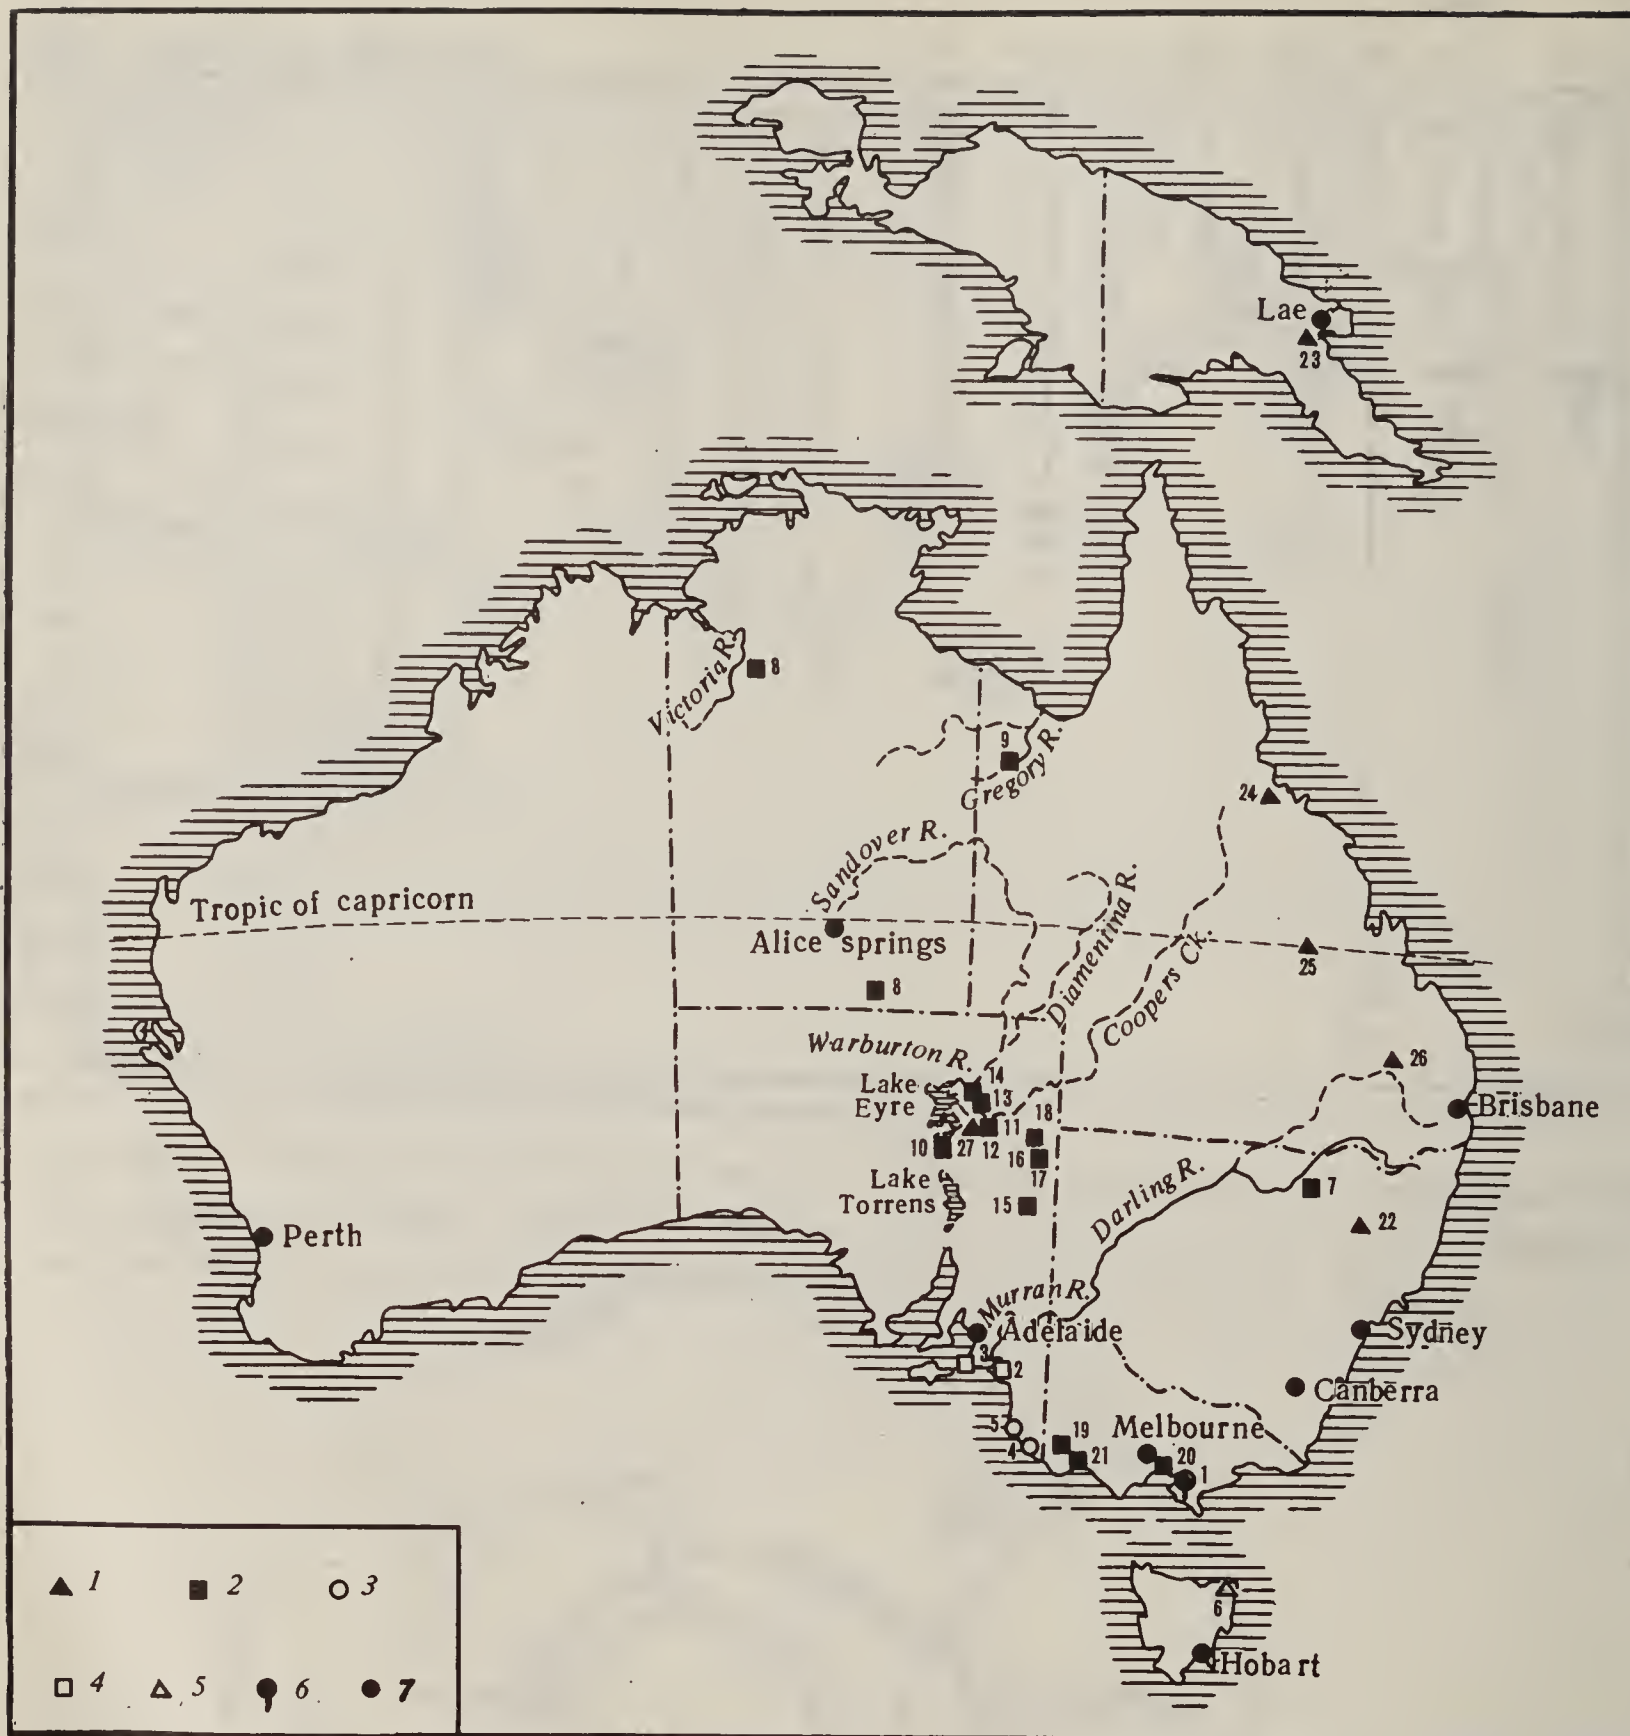 Lae
23
Victoria R.
8
9
Gregory R.
24
Sandover R.
Tropic of capricorn
Alice springs
Diamentina R.
25
8
Coopers Ck.
Warburton R.
26
14
Lake
Eyre
13
Brisbane
18
11
10
27
12
16
17
Lake
Torrens
15
Darling R.
7
22
Perth
Murran R.
Adelaide
Sydney
3
2
Canberra
5
19
Melbourne
4
21
20
1
6
Hobart
1
2
3
4
5
6
7